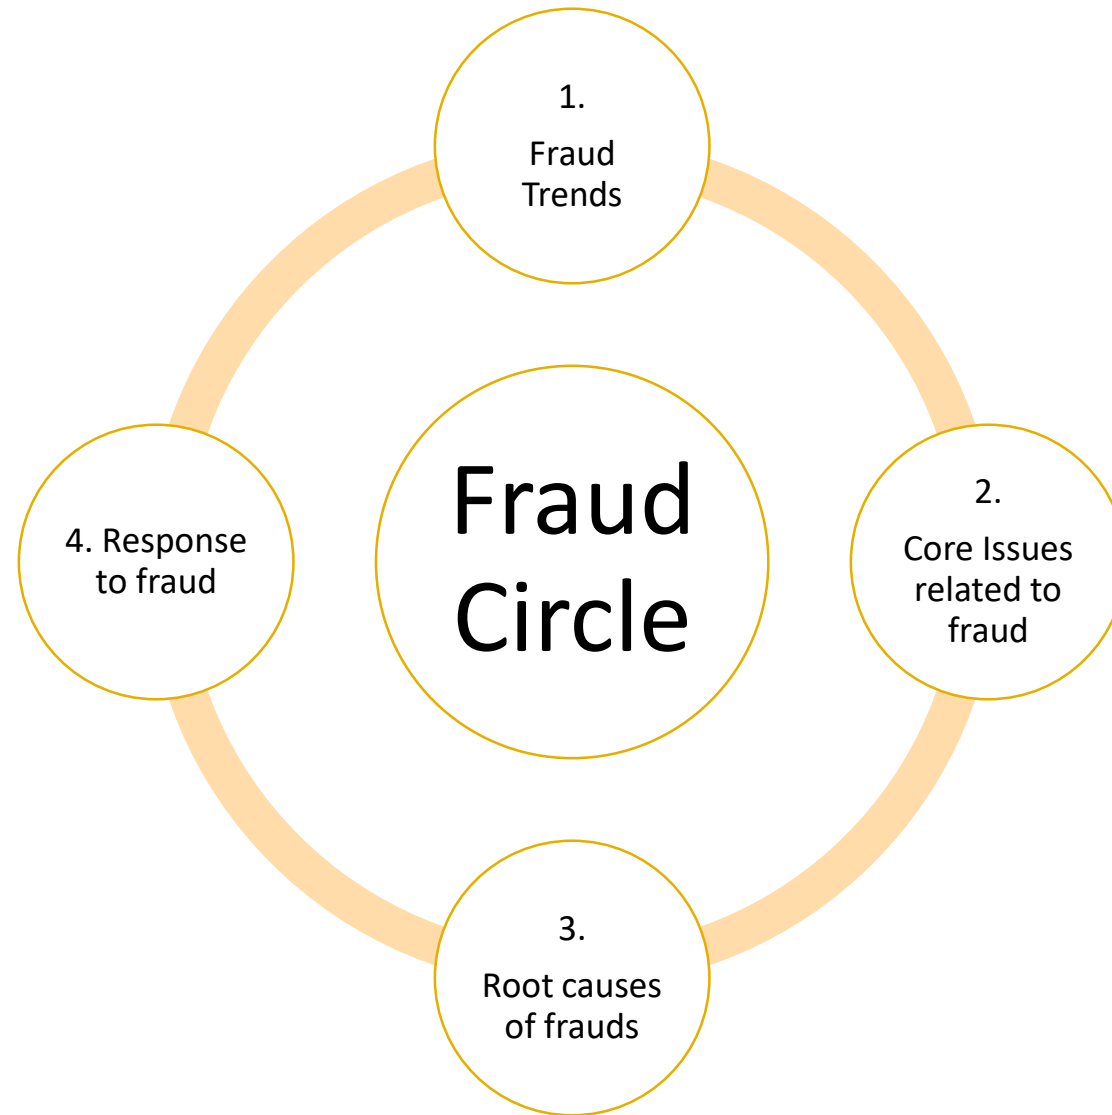 1.
Fraud
Trends
Fraud
Circle
4. Response
to fraud
2.
Core Issues
related to
fraud
3.
Root causes
of frauds